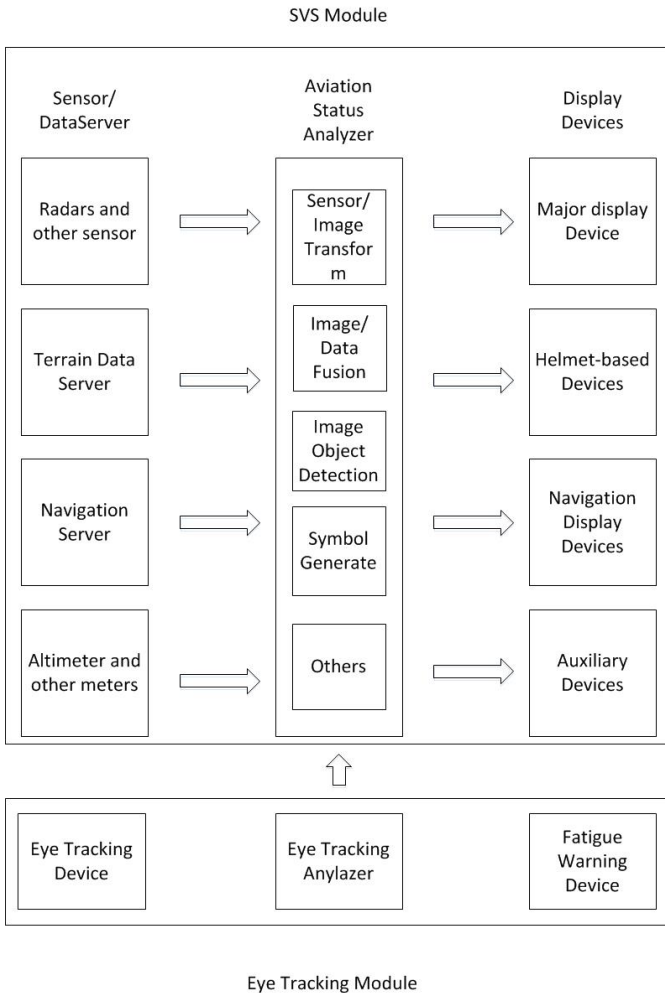 SVS Module
Sensor/
DataServer
Aviation
Status
Analyzer
Display
Devices
Radars and
other sensor
Sensor/
Image
Transfor
m
Major display
Device
Terrain Data
Server
Image/
Data
Fusion
Helmet-based
Devices
Image
Object
Detection
Navigation
Server
Symbol
Generate
Navigation
Display
Devices
Altimeter and
other meters
Others
Auxiliary
Devices
Eye Tracking
Device
Eye Tracking
Anylazer
Fatigue
Warning
Device
Eye Tracking Module